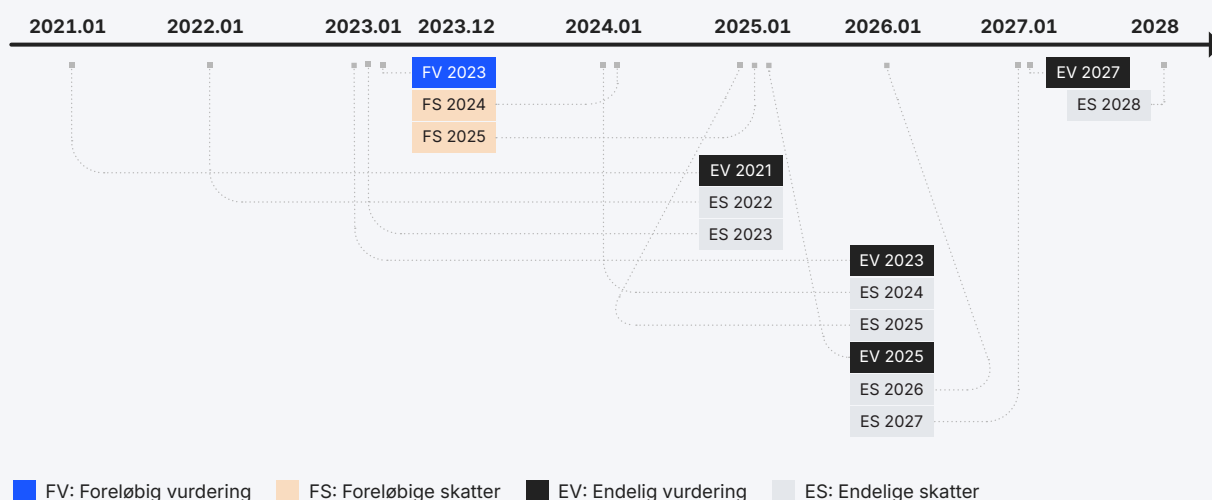 2021.01 2022.01 2023.01 2023.12 2024.01 2025.01 2026.01 2027.01 2028
FV 2023
FS 2024
FS 2025
EV 2021
ES 2022
ES 2023
EV 2023
ES 2024
ES 2025
EV 2025
ES 2026
ES 2027
EV 2027
ES 2028
FV: Foreløbig vurdering FS: Foreløbige skatter EV: Endelig vurdering ES: Endelige skatter